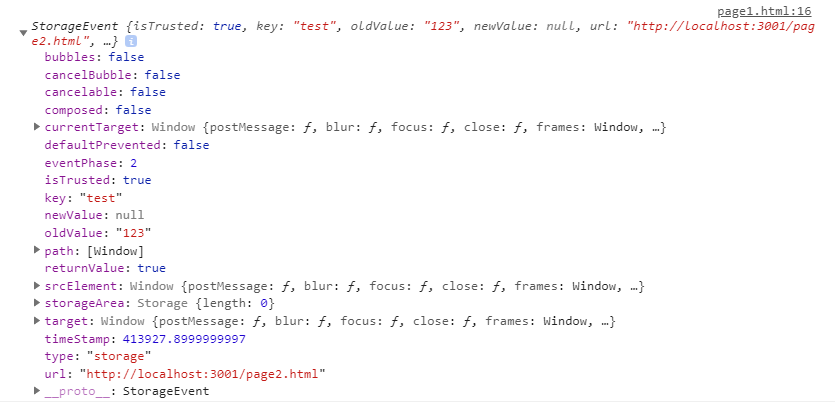 page1.html:16
StorageEvent {isTrusted: true, key: "test", oldValue: "123", newValue: null, url: "http://localhost:3001/pag
e2.html", …} i
bubbles: false
cancelBubble: false
cancelable: false
composed: false
currentTarget: Window {postMessage: ƒ, blur: ƒ, focus: ƒ, close: ƒ, frames: Window, …}
defaultPrevented: false
eventPhase: 2
isTrusted: true
key: "test"
newValue: null
oldValue: "123"
path: [Window]
returnValue: true
srcElement: Window {postMessage: ƒ, blur: ƒ, focus: ƒ, close: ƒ, frames: Window, …}
storageArea: Storage {length: 0}
target: Window {postMessage: ƒ, blur: ƒ, focus: ƒ, close: ƒ, frames: Window, …}
timeStamp: 413927.8999999997
type: "storage"
url: "http://localhost:3001/page2.html"
__proto__: StorageEvent